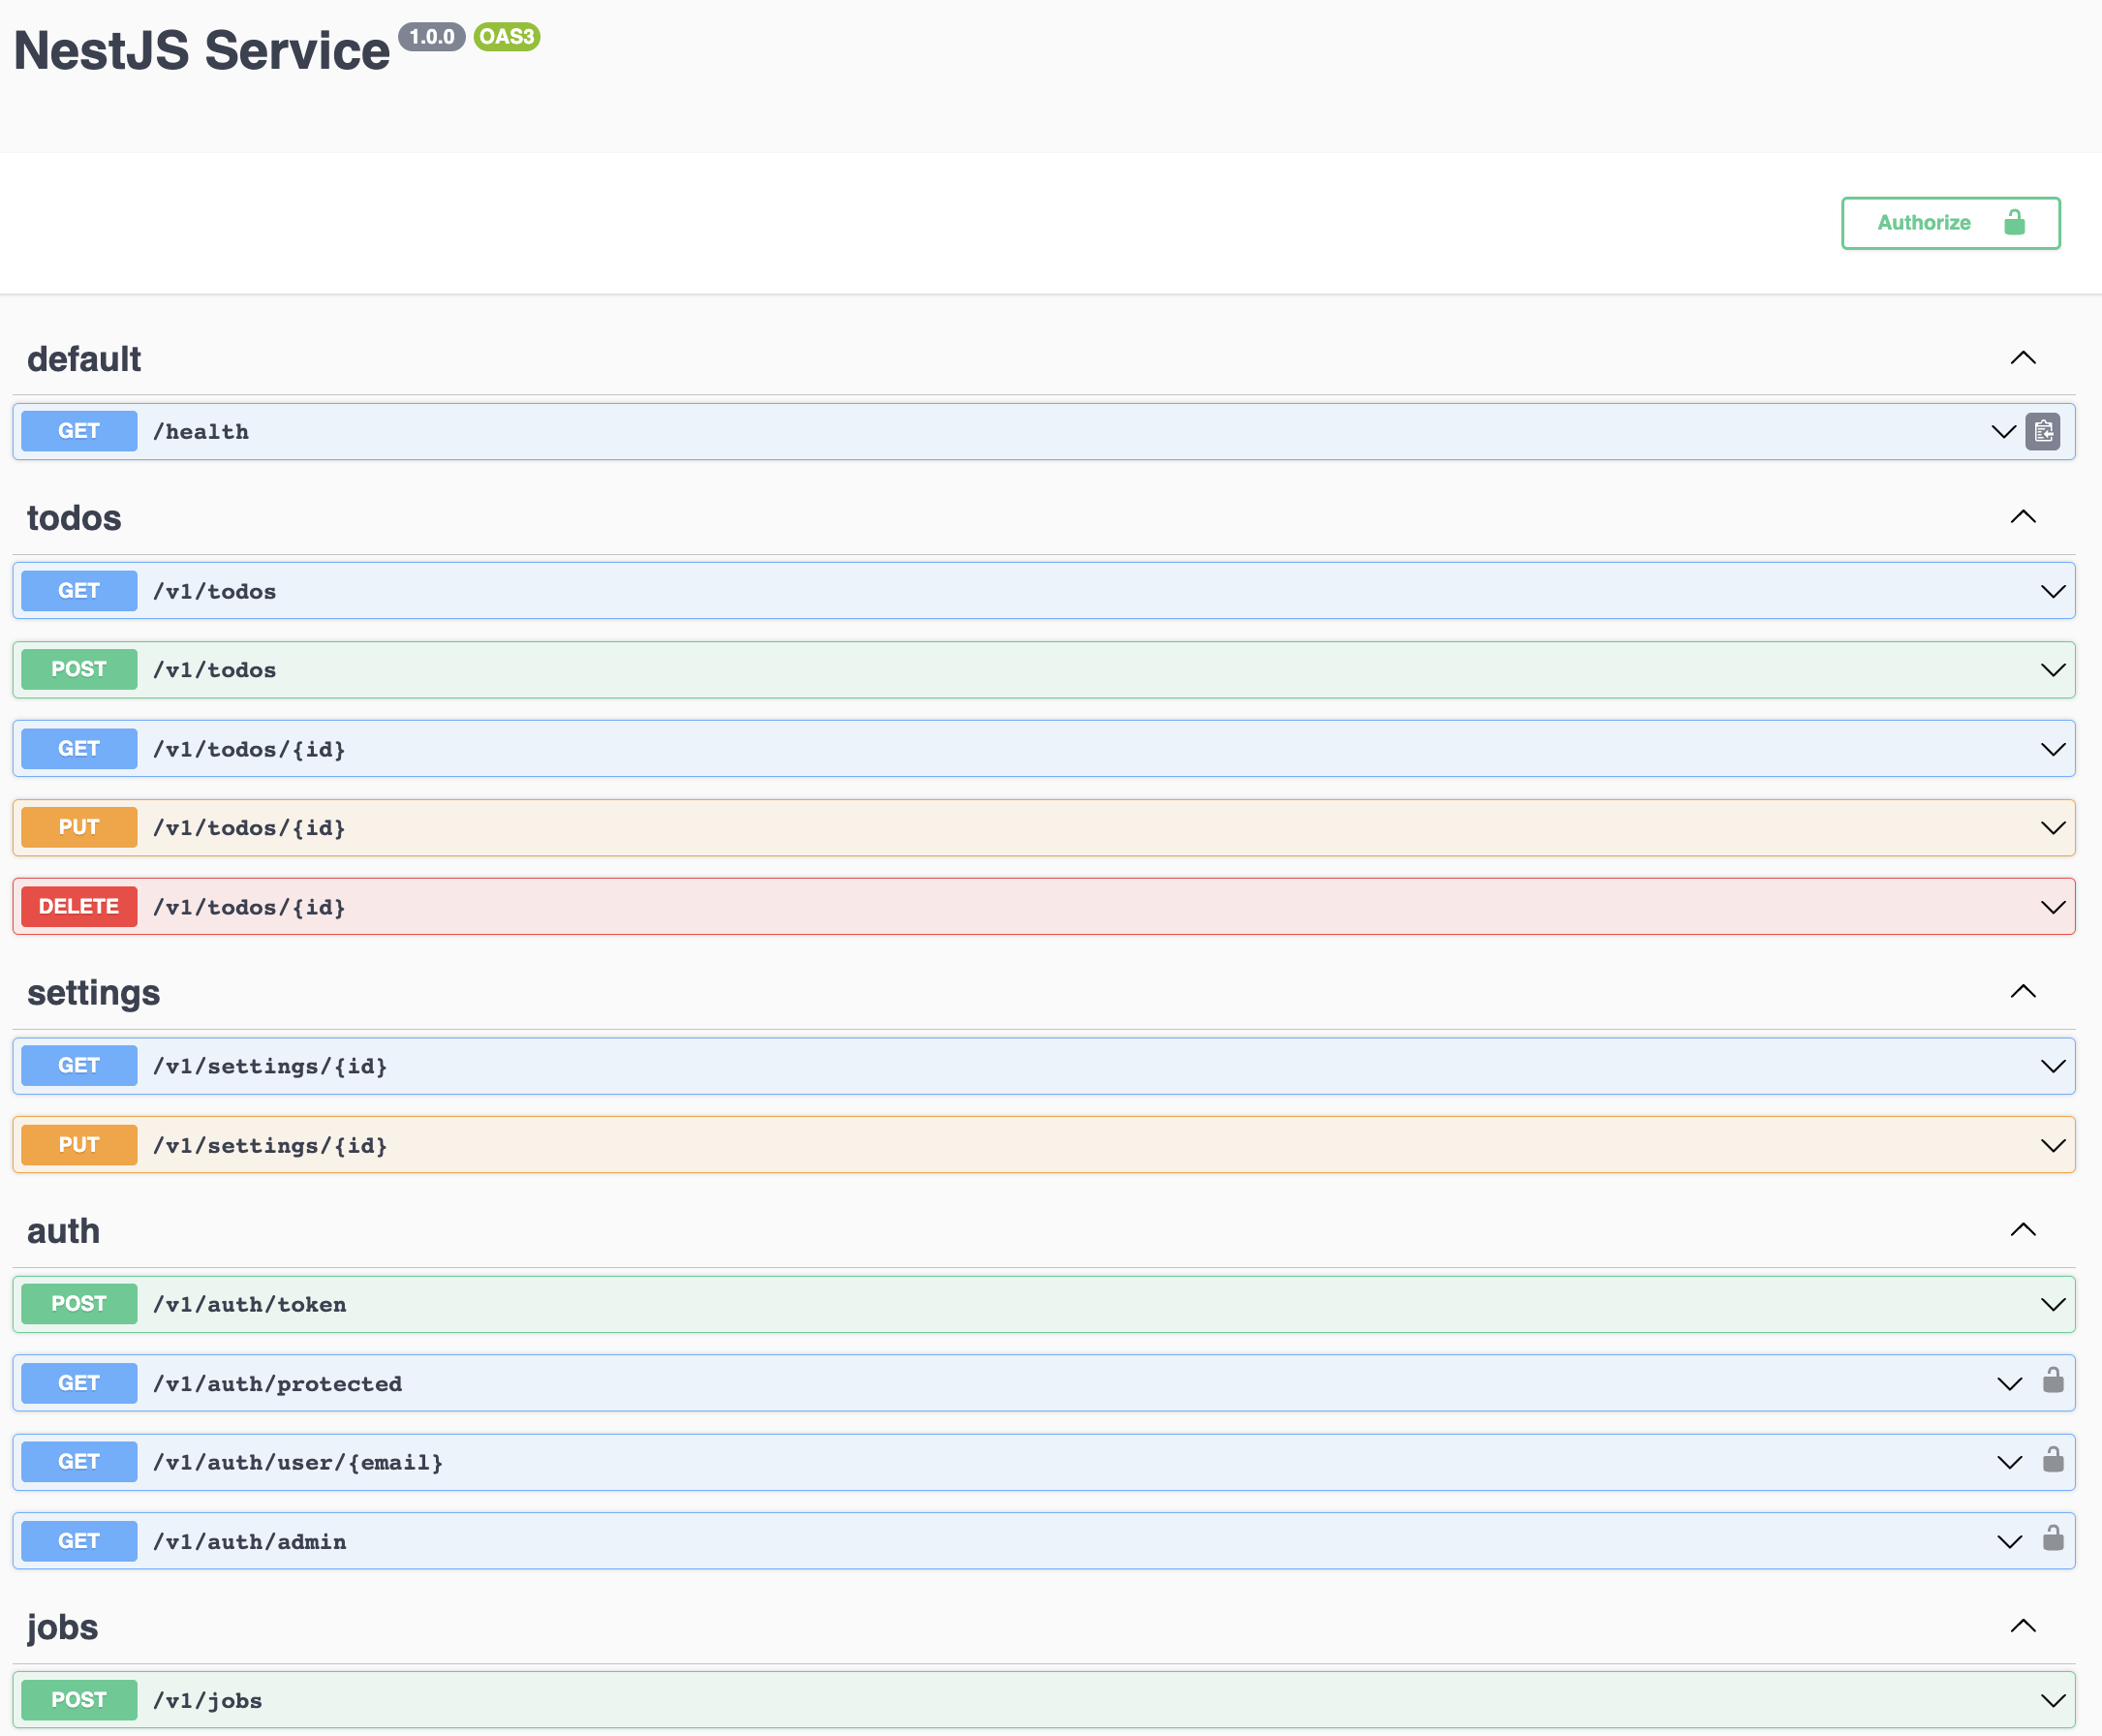 NestJS Service 1.0.0 OAS3
Authorize
default
GET /health
todos
GET /v1/todos
POST /v1/todos
GET /v1/todos/{id}
PUT /v1/todos/{id}
DELETE /v1/todos/{id}
settings
GET /v1/settings/{id}
PUT /v1/settings/{id}
auth
POST /v1/auth/token
GET /v1/auth/protected
GET /v1/auth/user/{email}
GET /v1/auth/admin
jobs
POST /v1/jobs